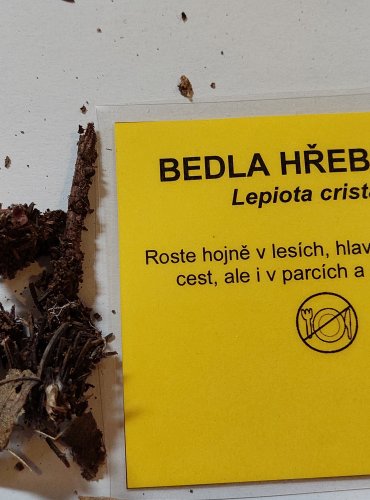 BEDLA HŘEB
Lepiota crist
Roste hojně v lesích, hlav
cest, ale i v parcích a